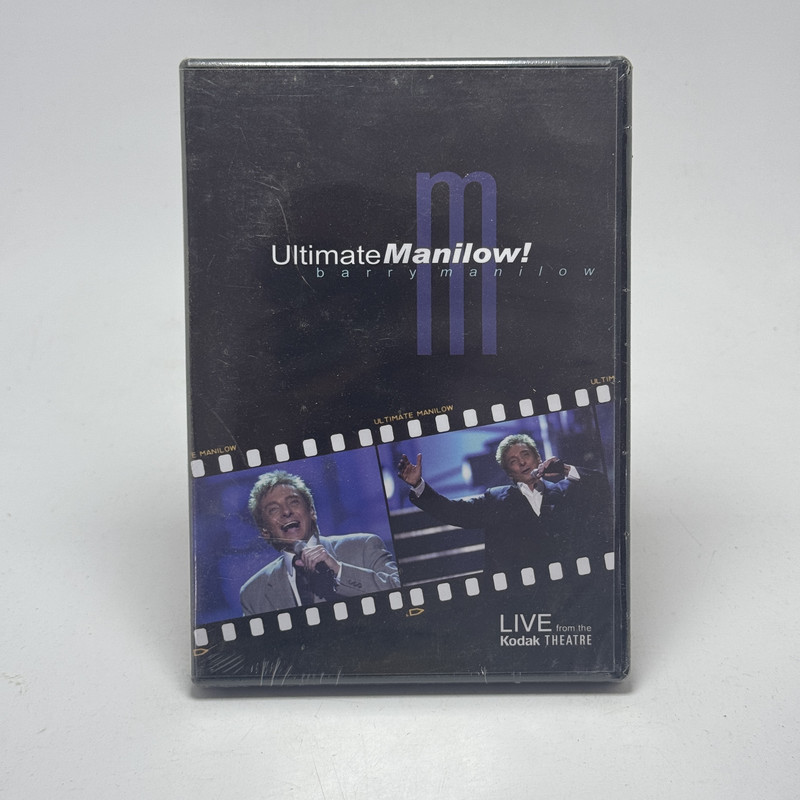 m
UltimateManilow!
barry manilow
ULTIM
ULTIMATE MANILOW
E MANILOW
LIVE from the
Kodak THEATRE